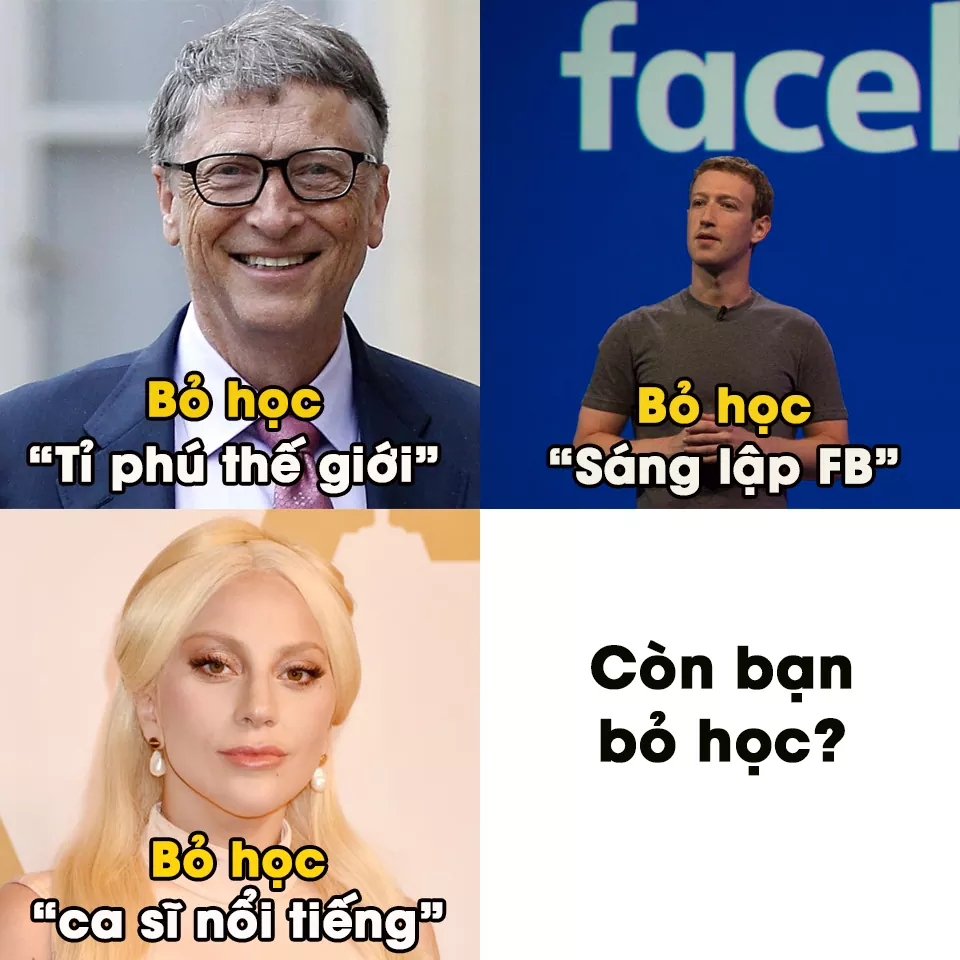 faceb
Bỏ học
“Tỉ phú thế giới”
Bỏ học
“Sáng lập FB”
Bỏ học
“ca sĩ nổi tiếng”
Còn bạn
bỏ học?